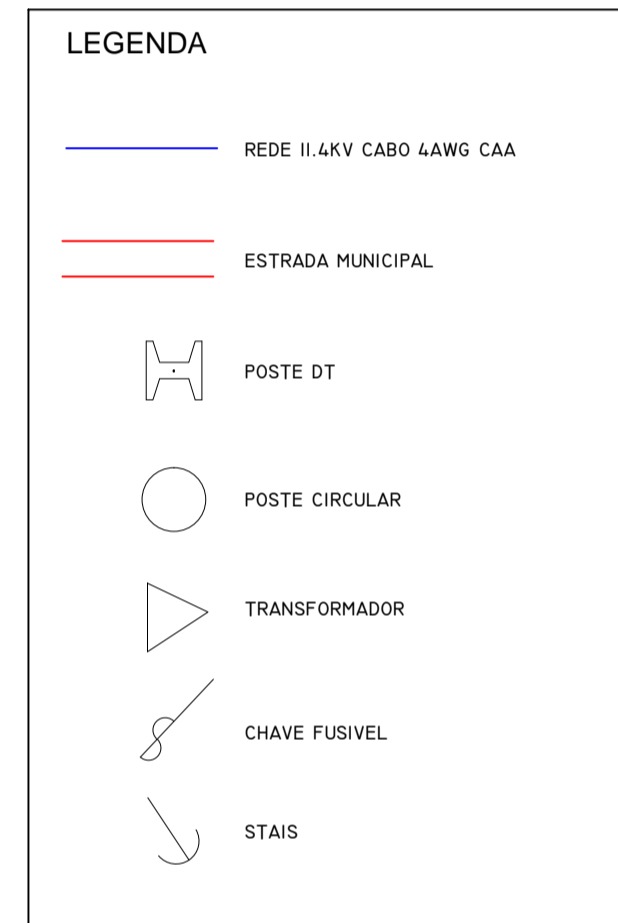 LEGENDA
REDE 11.4KV CABO 4AWG CAA
ESTRADA MUNICIPAL
POSTE DT
POSTE CIRCULAR
TRANSFORMADOR
CHAVE FUSIVEL
STAIS